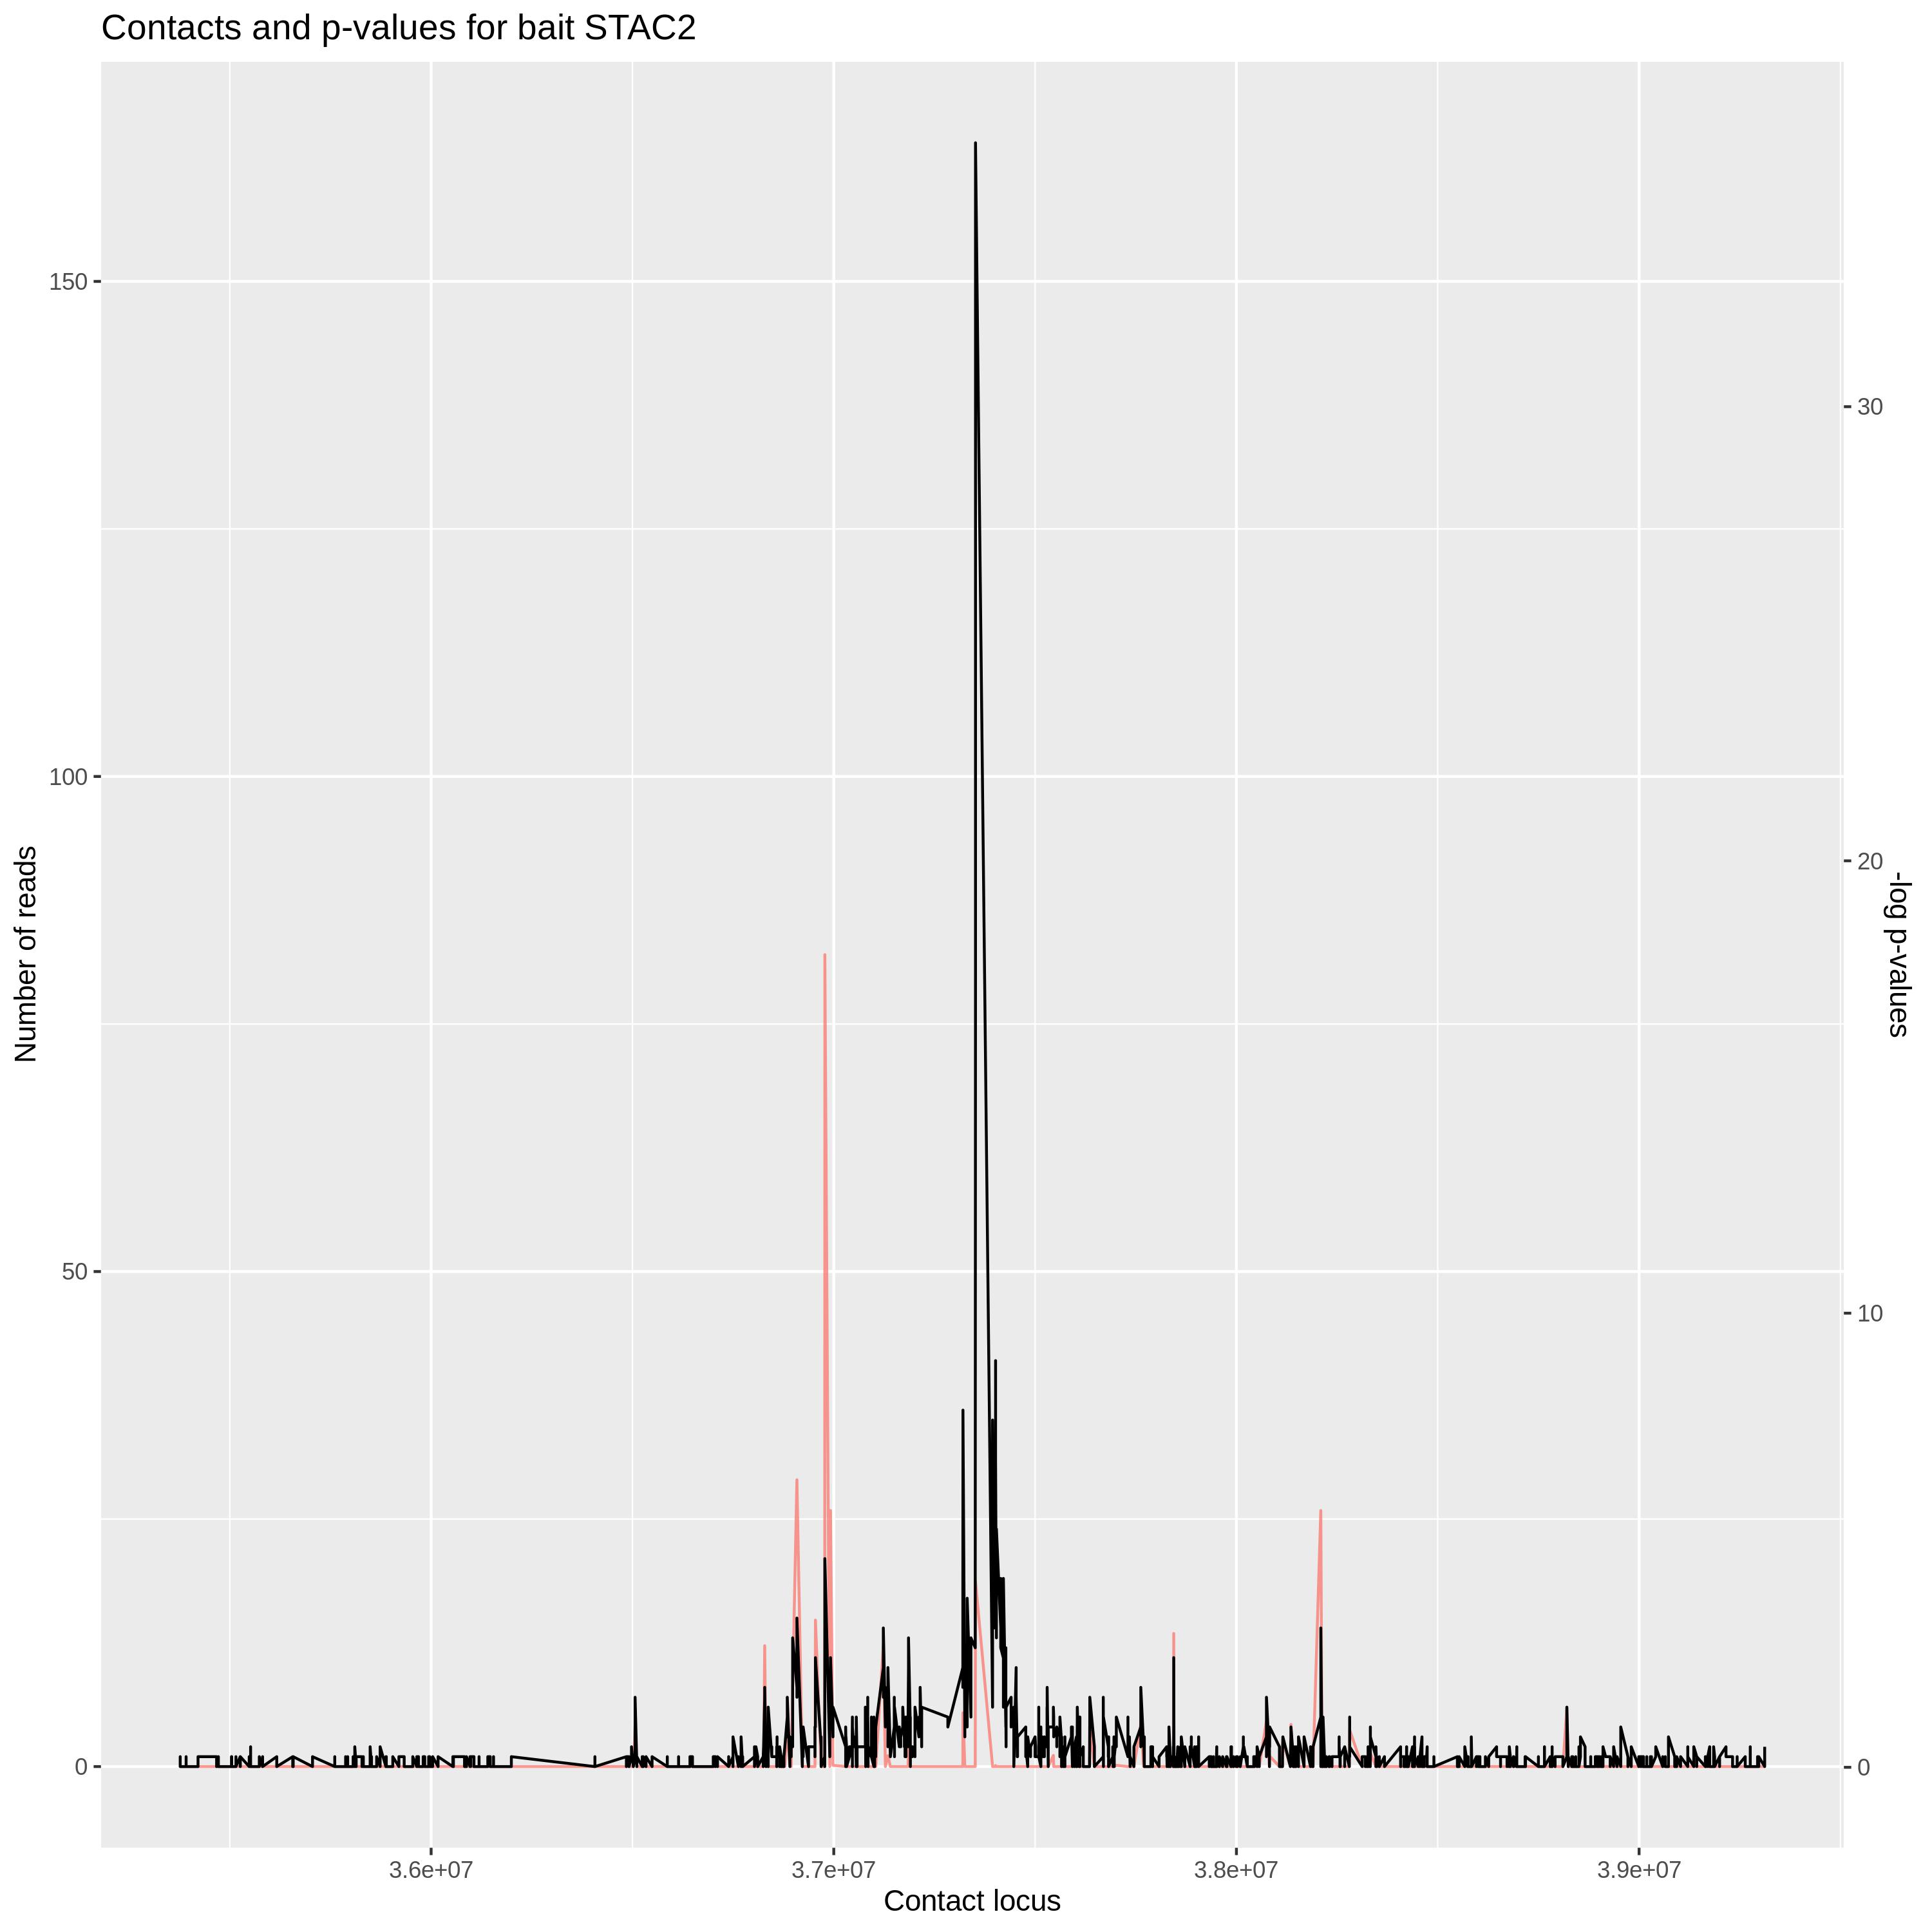 Contacts and p-values for bait STAC2
150
100
50
0
Number of reads
30
20
10
0
-log p-values
3.6e+07
3.7e+07
3.8e+07
3.9e+07
Contact locus